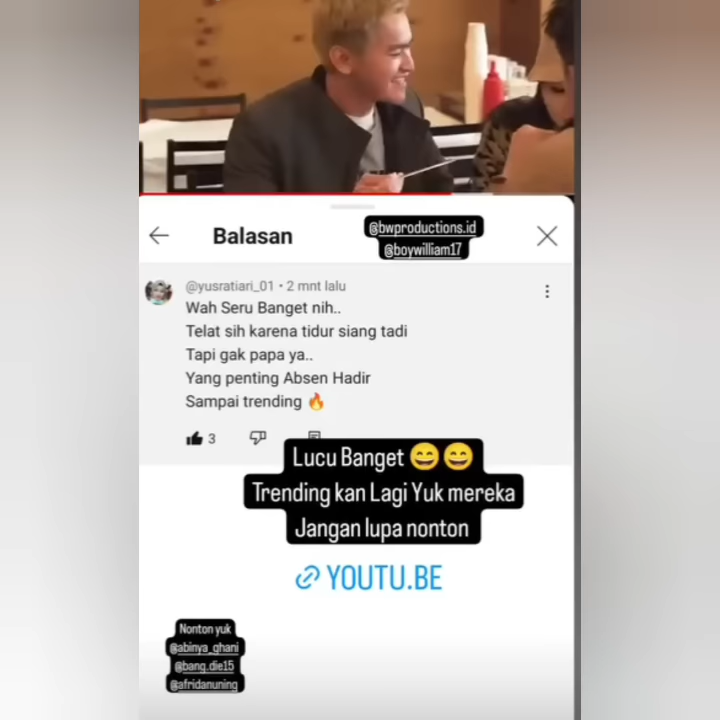 @bwproductions.id
Balasan
@boywilliam17
@yusratiari_01 • 2 mnt lalu
Wah Seru Banget nih..
Telat sih karena tidur siang tadi
Tapi gak papa ya..
Yang penting Absen Hadir
Sampai trending 🔥
3
Lucu Banget 😄😄
Trending kan Lagi Yuk mereka
Jangan lupa nonton
YOUTU.BE
Nonton yuk
@abinya_ghani
@bang.die15
@afridanuning